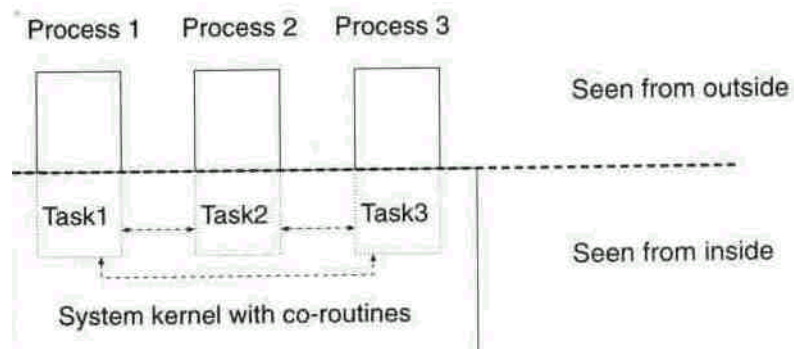 Process 1 Process 2 Process 3
Seen from outside
Task1 Task2 Task3
Seen from inside
System kernel with co-routines